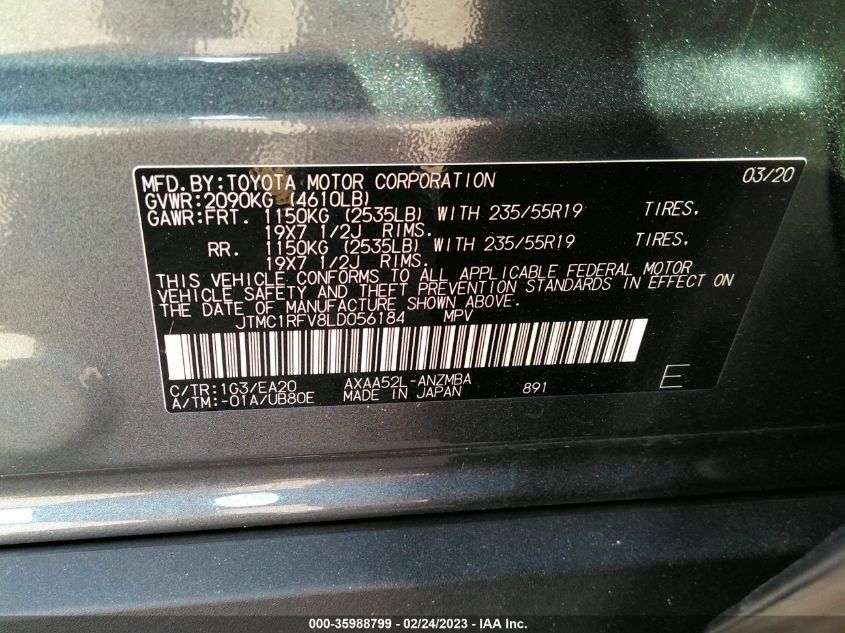 MFD.BY:TOYOTA MOTOR CORPORATION 03/20
GVWR:2090KG (4610LB)
GAWR:FRT. 1150KG (2535LB) WITH 235/55R19 TIRES.
19X7 1/2J RIMS.
RR. 1150KG (2535LB) WITH 235/55R19 TIRES.
19X7 1/2J RIMS.
THIS VEHICLE CONFORMS TO ALL APPLICABLE FEDERAL MOTOR
VEHICLE SAFETY AND THEFT PREVENTION STANDARDS IN EFFECT ON
THE DATE OF MANUFACTURE SHOWN ABOVE.
JTMC1RFV8LD056184 MPV
C/TR:1G3/EA20 AXAA52L-ANZMBA 891 E
A/TM:-01A/UB80E MADE IN JAPAN
000-35988799 - 02/24/2023 - IAA Inc.